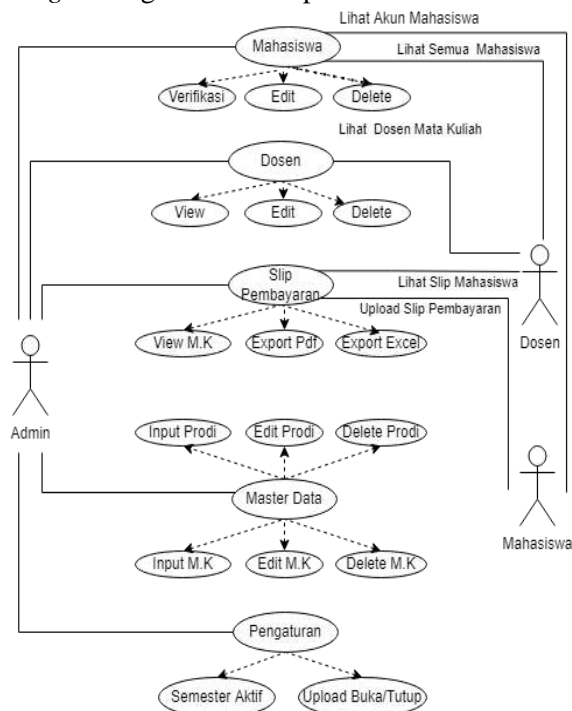 Lihat Akun Mahasiswa
Mahasiswa
Lihat Semua Mahasiswa
Verifikasi
Edit
Delete
Lihat Dosen Mata Kuliah
Dosen
View
Edit
Delete
Slip
Pembayaran
Lihat Slip Mahasiswa
Upload Slip Pembayaran
Dosen
View M.K
Export Pdf
Export Excel
Admin
Input Prodi
Edit Prodi
Delete Prodi
Master Data
Mahasiswa
Input M.K
Edit M.K
Delete M.K
Pengaturan
Semester Aktif
Upload Buka/Tutup